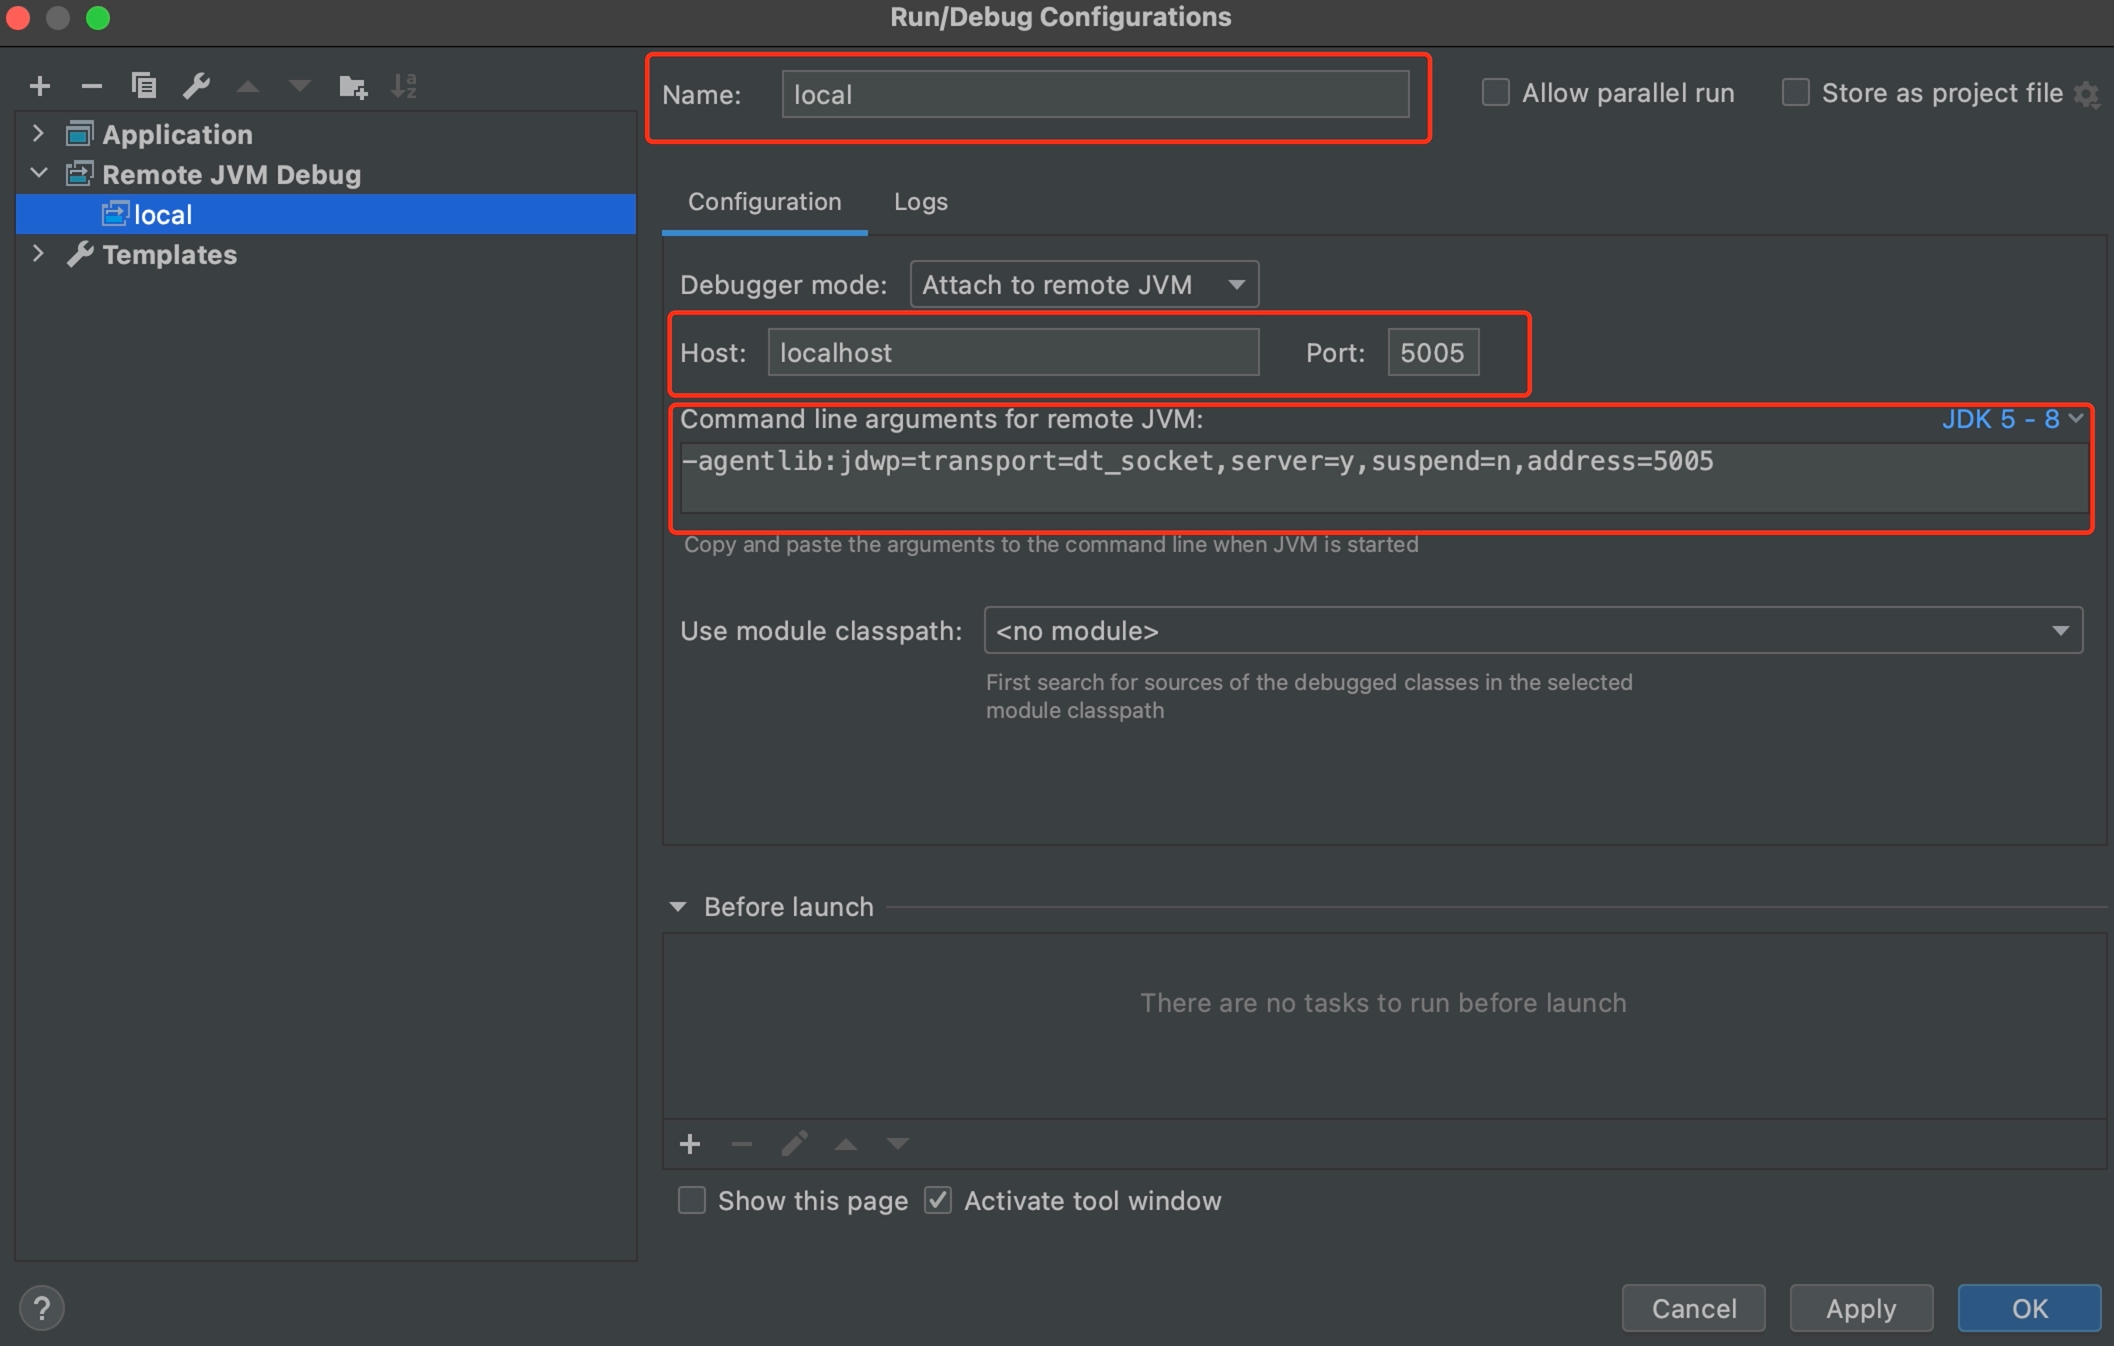 Run/Debug Configurations
Name: local
Allow parallel run
Store as project file
Application
Remote JVM Debug
local
Templates
Configuration
Logs
Debugger mode: Attach to remote JVM
Host: localhost
Port: 5005
Command line arguments for remote JVM:
JDK 5 - 8
-agentlib:jdwp=transport=dt_socket,server=y,suspend=n,address=5005
Copy and paste the arguments to the command line when JVM is started
Use module classpath: <no module>
First search for sources of the debugged classes in the selected
module classpath
Before launch
There are no tasks to run before launch
Show this page
Activate tool window
?
Cancel
Apply
OK